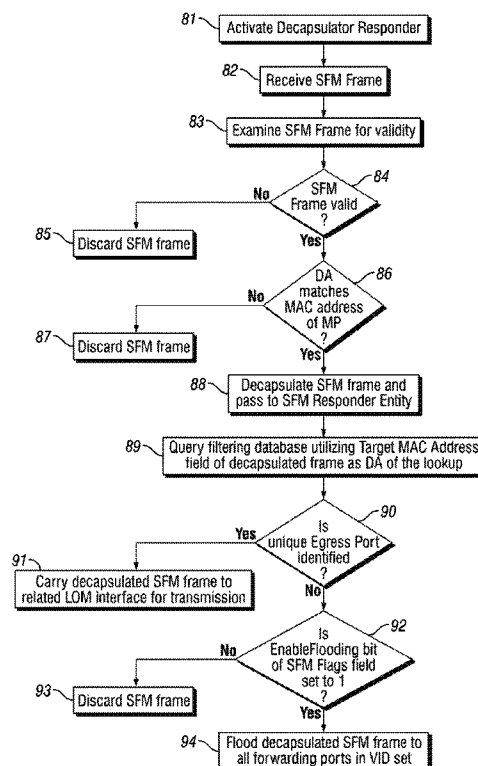 81
Activate Decapsulator Responder
82
Receive SFM Frame
83
Examine SFM Frame for validity
84
SFM
Frame valid
?
No
Yes
85
Discard SFM frame
86
DA
matches
MAC address
of MP
?
No
Yes
87
Discard SFM frame
88
Decapsulate SFM frame and
pass to SFM Responder Entity
89
Query filtering database utilizing Target MAC Address
field of decapsulated frame as DA of the lookup
90
Is
unique Egress Port
identified
?
Yes
No
91
Carry decapsulated SFM frame to
related LOM interface for transmission
92
Is
EnableFlooding bit
of SFM Flags field
set to 1
?
No
Yes
93
Discard SFM frame
94
Flood decapsulated SFM frame to
all forwarding ports in VID set